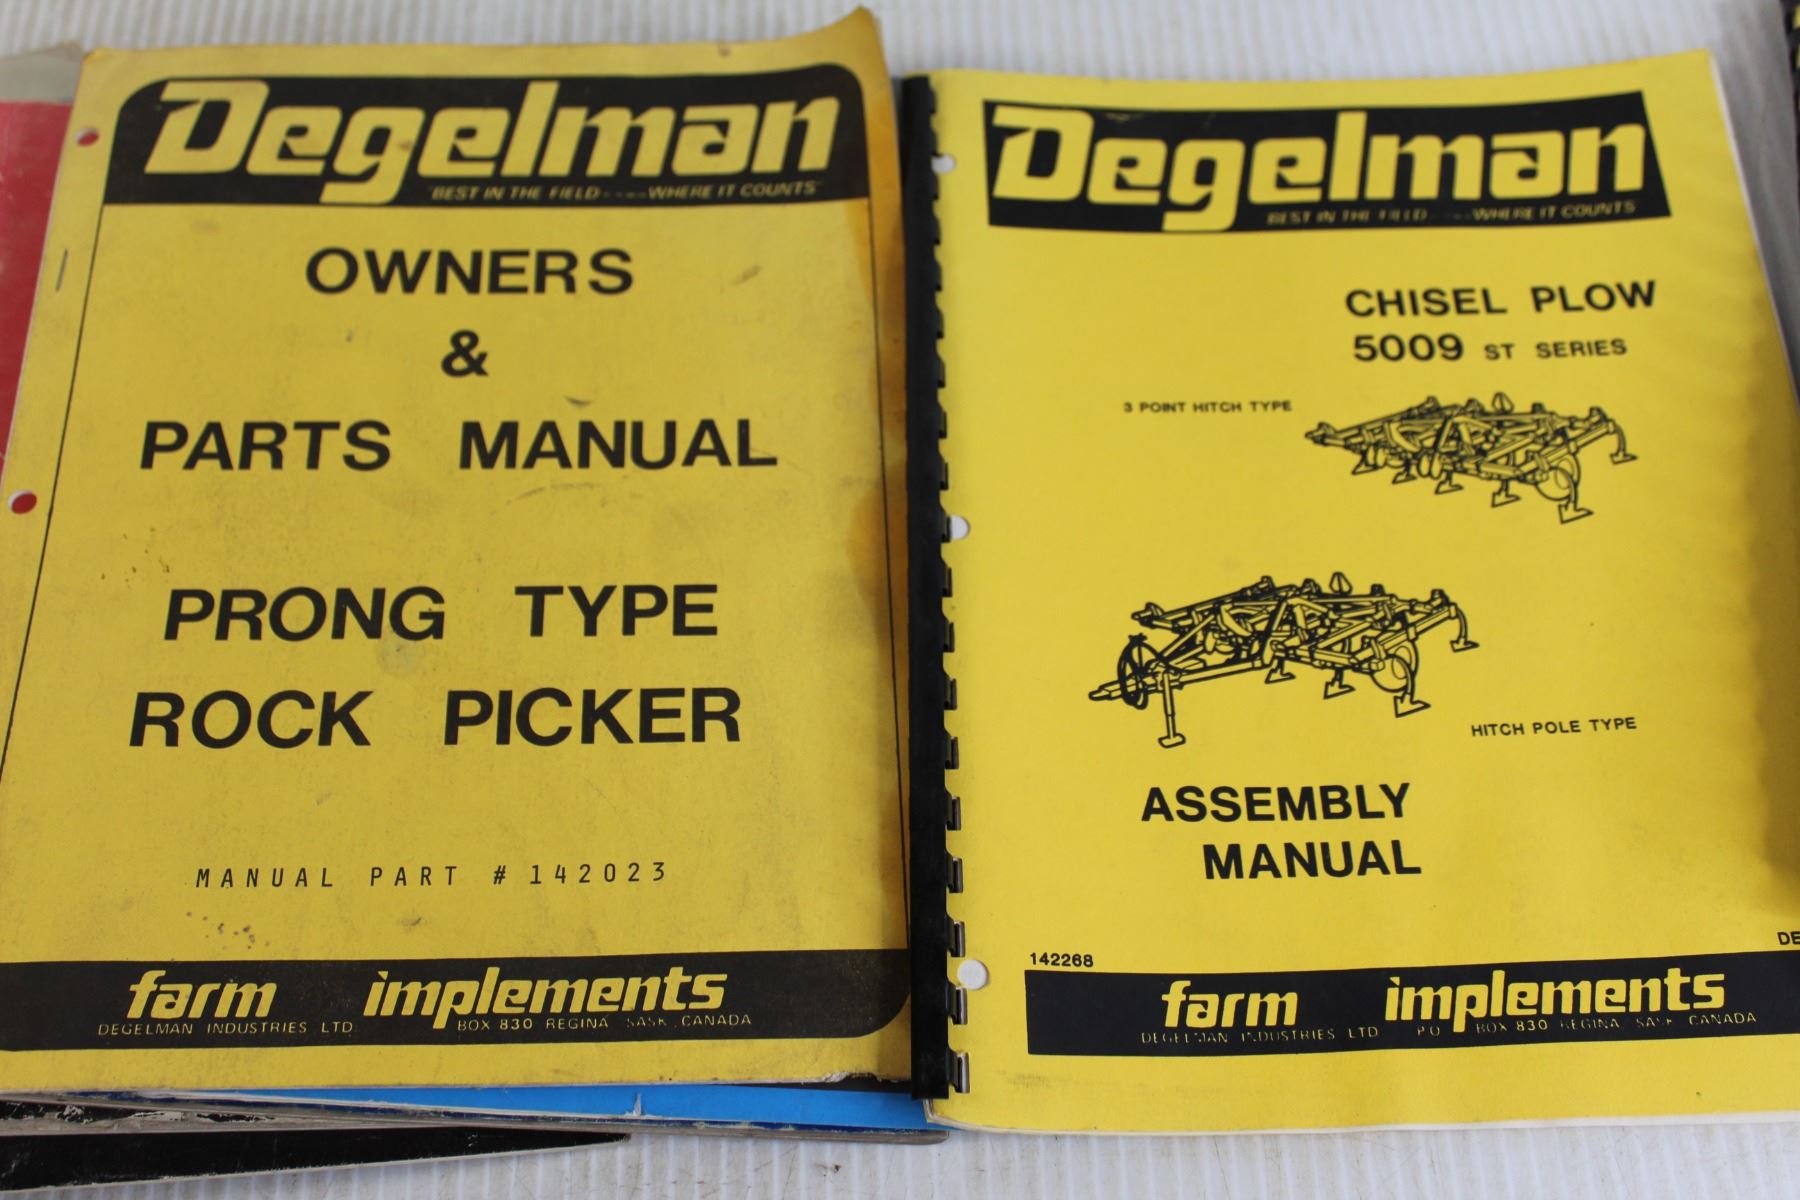 Degelman
"BEST IN THE FIELD-----WHERE IT COUNTS"
OWNERS
&
PARTS MANUAL
PRONG TYPE
ROCK PICKER
MANUAL PART # 142023
farm implements
DEGELMAN INDUSTRIES LTD. BOX 830 REGINA SASK. CANADA
Degelman
BEST IN THE FIELD-----WHERE IT COUNTS
CHISEL PLOW
5009 ST SERIES
3 POINT HITCH TYPE
HITCH POLE TYPE
ASSEMBLY
MANUAL
142268
DE
farm implements
DEGELMAN INDUSTRIES LTD P.O. BOX 830 REGINA SASK CANADA